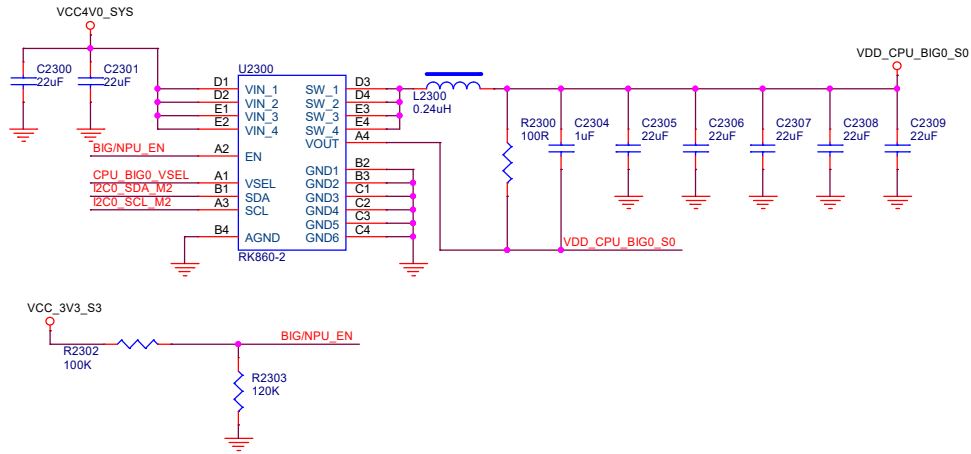 VCC4V0_SYS
C2300
22uF
C2301
22uF
U2300
D1 VIN_1
D2 VIN_2
E1 VIN_3
E2 VIN_4
BIG/NPU_EN A2 EN
CPU_BIG0_VSEL A1 VSEL
I2C0_SDA_M2 B1 SDA
I2C0_SCL_M2 A3 SCL
B4 AGND
SW_1 D3
SW_2 D4
SW_3 E3
SW_4 E4
VOUT A4
GND1 B2
GND2 B3
GND3 C1
GND4 C2
GND5 C3
GND6 C4
RK860-2
L2300
0.24uH
VDD_CPU_BIG0_S0
R2300
100R
C2304
1uF
C2305
22uF
C2306
22uF
C2307
22uF
C2308
22uF
C2309
22uF
VDD_CPU_BIG0_S0
VCC_3V3_S3
R2302
100K
BIG/NPU_EN
R2303
120K